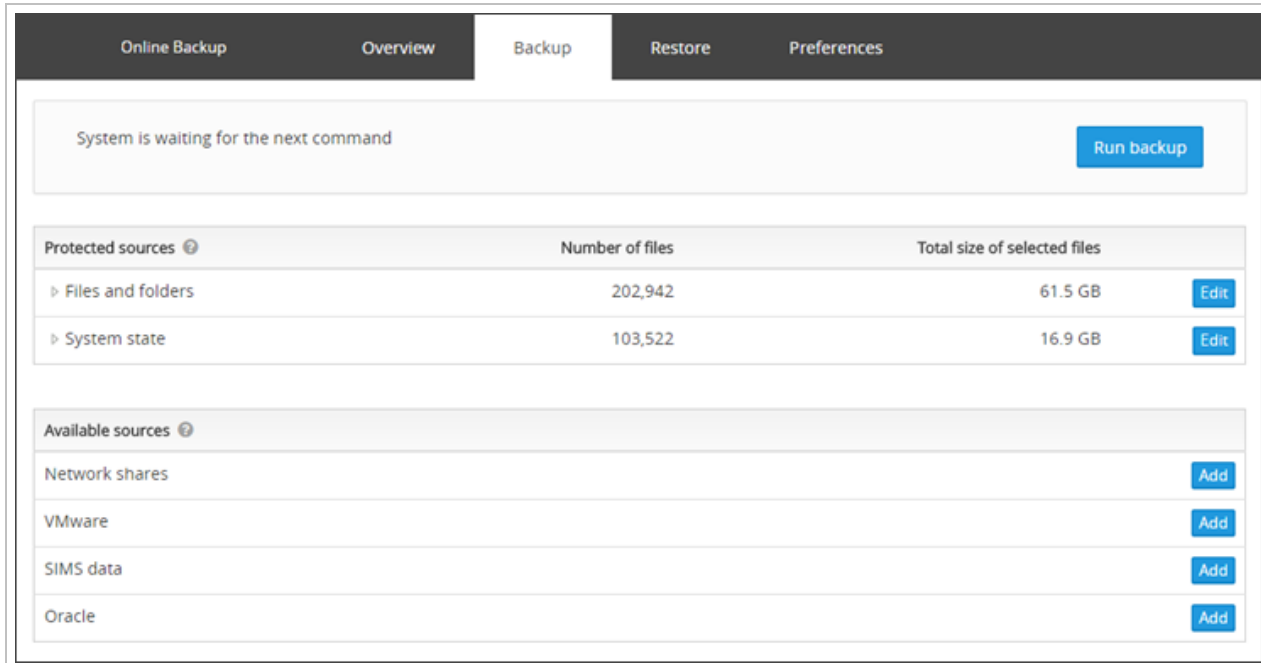 Online Backup Overview Backup Restore Preferences
System is waiting for the next command Run backup
Protected sources ? Number of files Total size of selected files
Files and folders 202,942 61.5 GB Edit
System state 103,522 16.9 GB Edit
Available sources ?
Network shares Add
VMware Add
SIMS data Add
Oracle Add